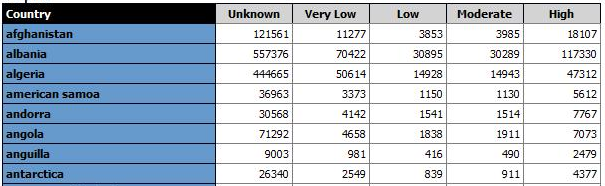 Country Unknown Very Low Low Moderate High
afghanistan 121561 11277 3853 3985 18107
albania 557376 70422 30895 30289 117330
algeria 444665 50614 14928 14943 47312
american samoa 36963 3373 1150 1130 5612
andorra 30568 4142 1541 1514 7767
angola 71292 4658 1838 1911 7073
anguilla 9003 981 416 490 2479
antarctica 26340 2549 839 911 4377